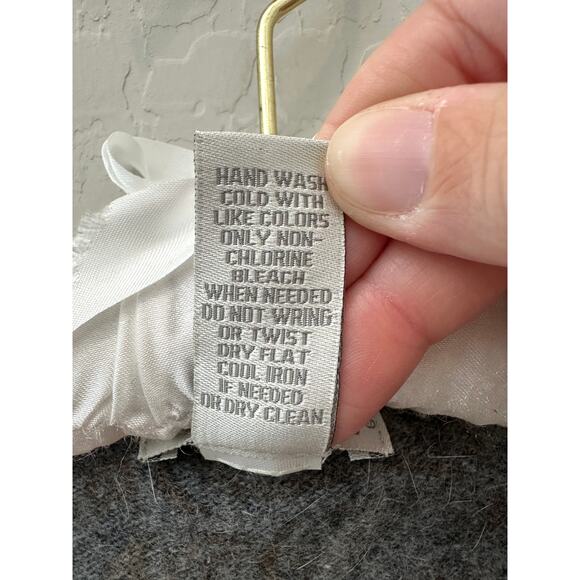 HAND WASH
COLD WITH
LIKE COLORS
ONLY NON-
CHLORINE
BLEACH
WHEN NEEDED
DO NOT WRING
OR TWIST
DRY FLAT
COOL IRON
IF NEEDED
OR DRY CLEAN